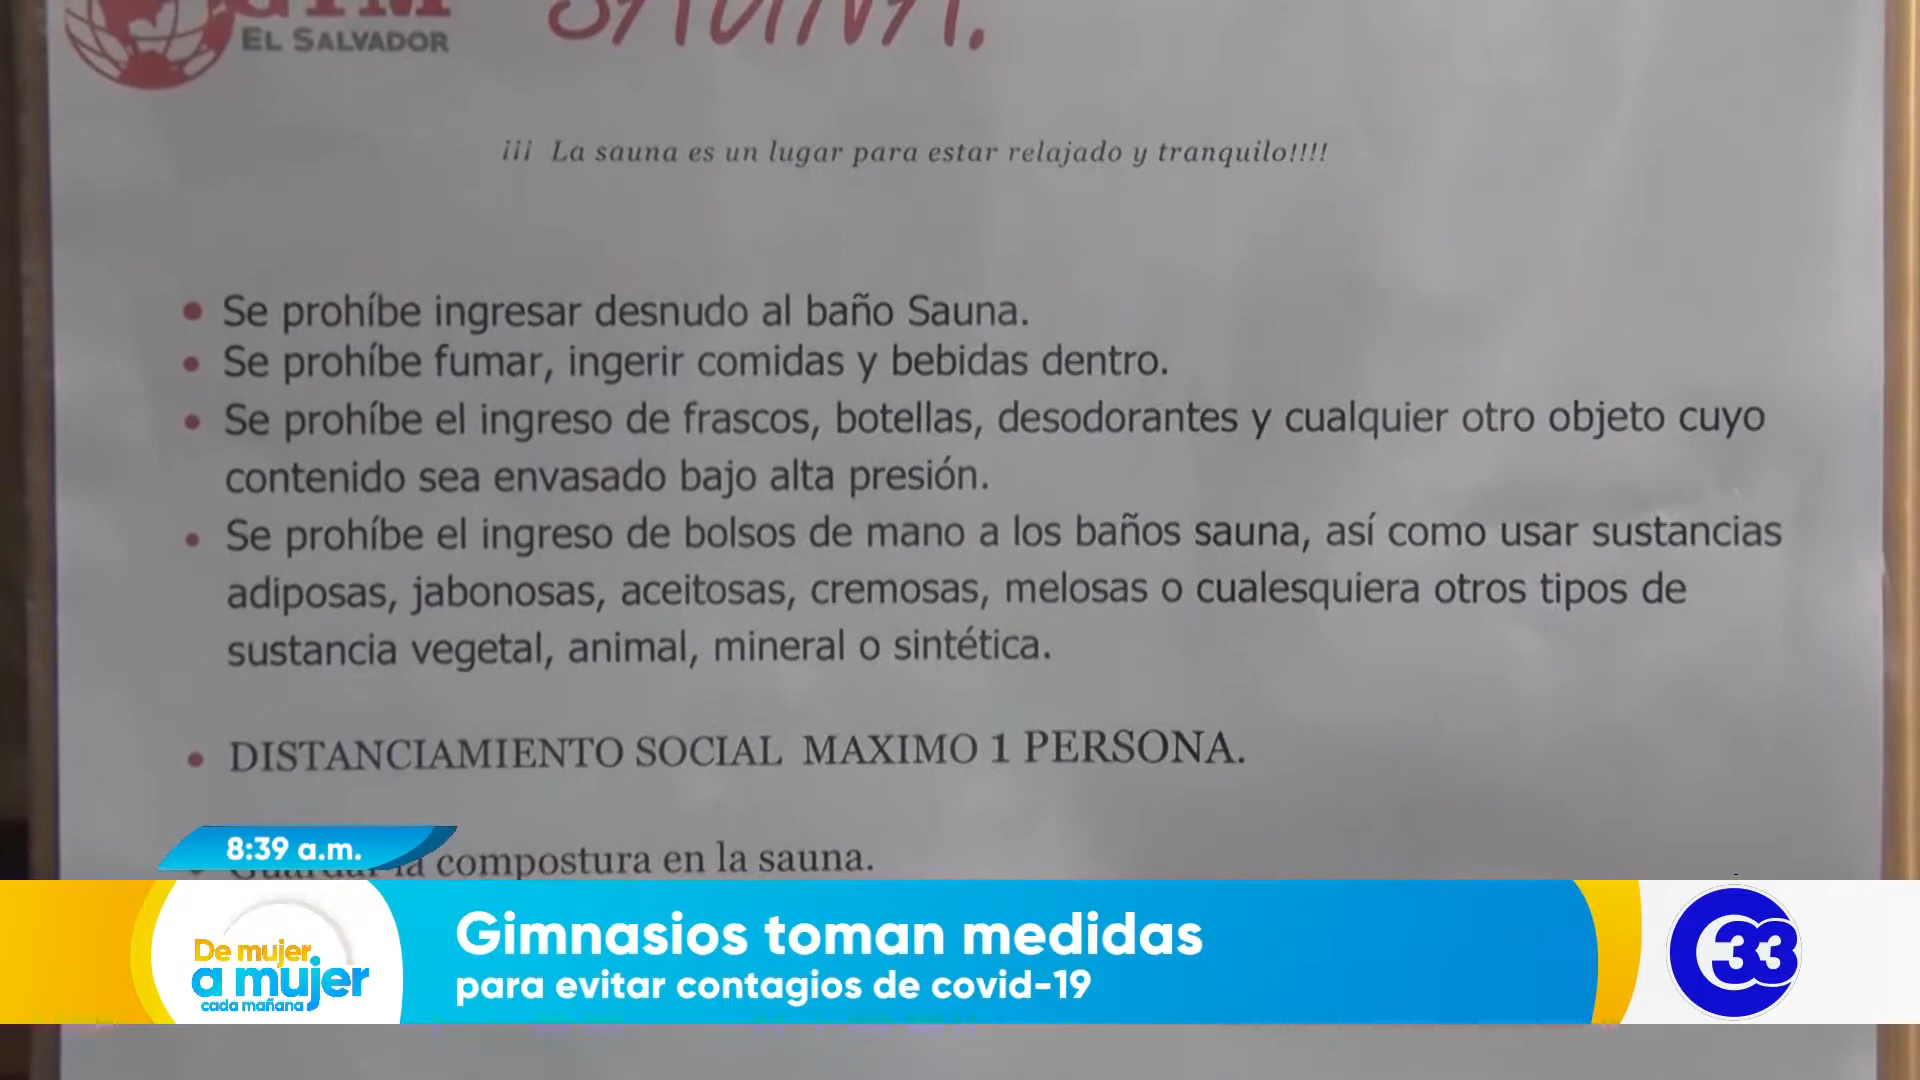 GYM
EL SALVADOR
SAUNA.
¡¡¡ La sauna es un lugar para estar relajado y tranquilo!!!!
• Se prohíbe ingresar desnudo al baño Sauna.
• Se prohíbe fumar, ingerir comidas y bebidas dentro.
• Se prohíbe el ingreso de frascos, botellas, desodorantes y cualquier otro objeto cuyo
contenido sea envasado bajo alta presión.
• Se prohíbe el ingreso de bolsos de mano a los baños sauna, así como usar sustancias
adiposas, jabonosas, aceitosas, cremosas, melosas o cualesquiera otros tipos de
sustancia vegetal, animal, mineral o sintética.
• DISTANCIAMIENTO SOCIAL MAXIMO 1 PERSONA.
Guardar la compostura en la sauna.
8:39 a.m.
De mujer
a mujer
cada mañana
Gimnasios toman medidas
para evitar contagios de covid-19
C33